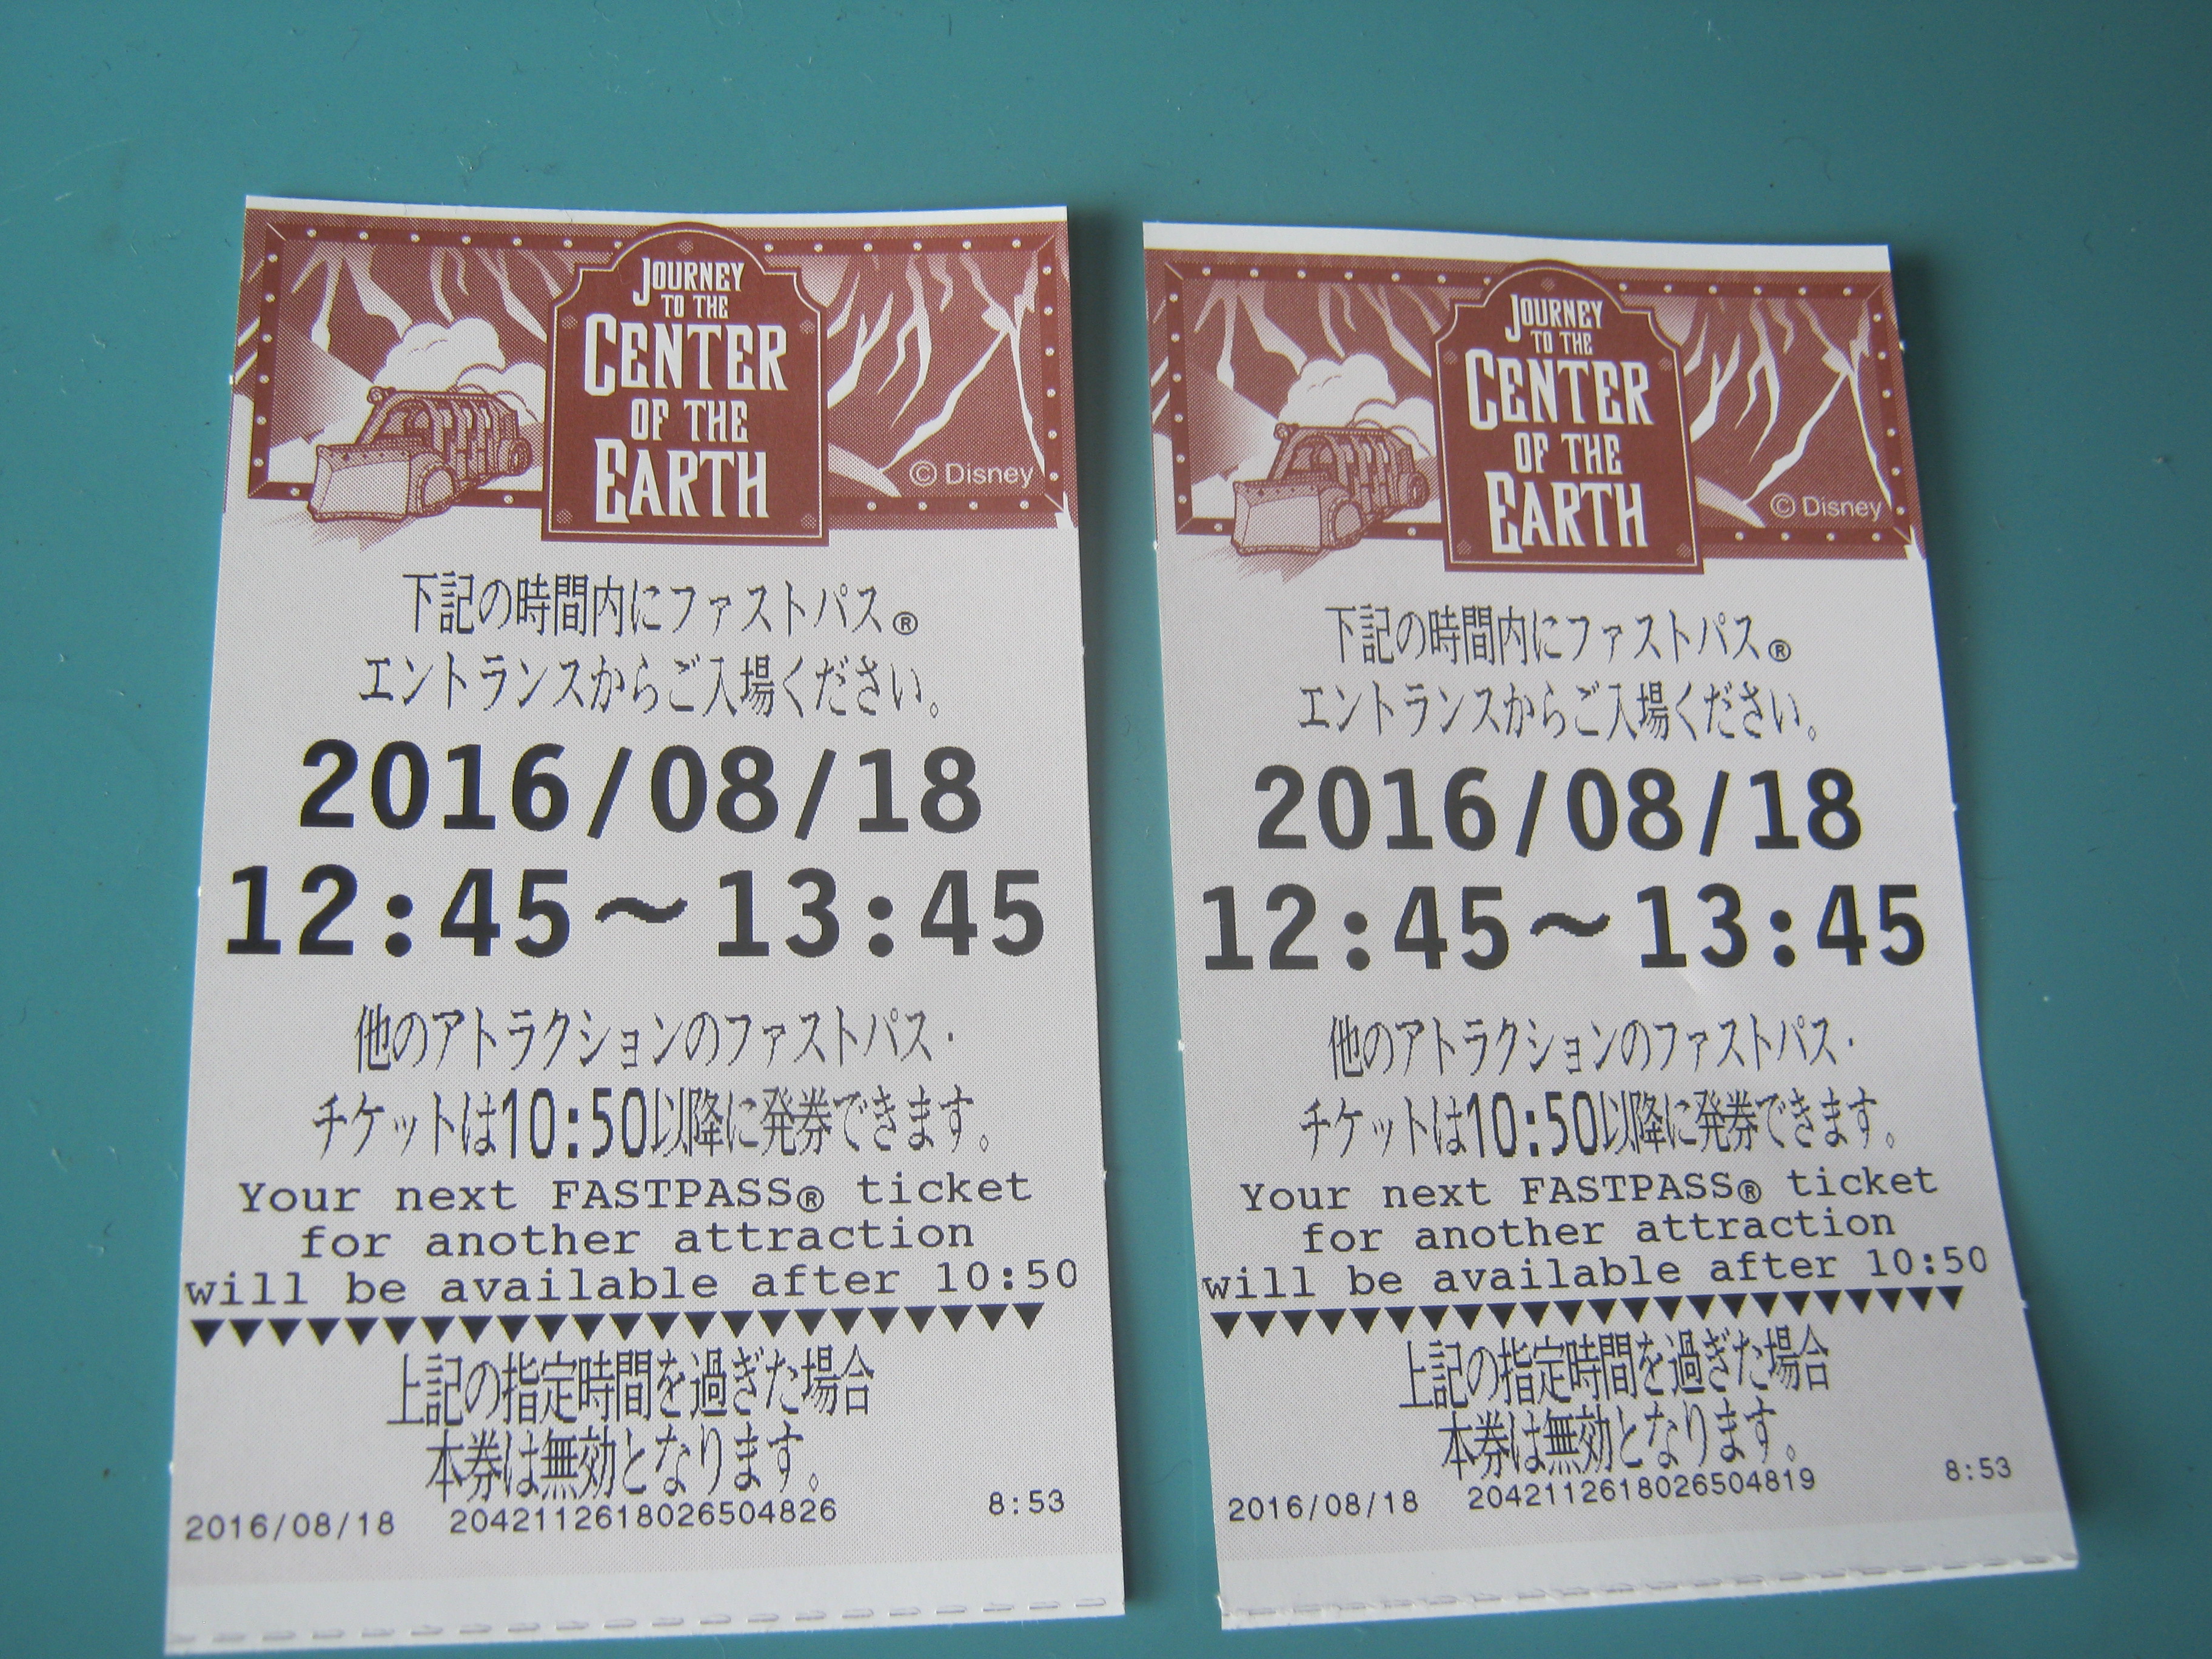 JOURNEY
TO THE
CENTER
OF THE
EARTH
© Disney
下記の時間内にファストパス®
エントランスからご入場ください。
2016/08/18
12:45～13:45
他のアトラクションのファストパス・
チケットは10:50以降に発券できます。
Your next FASTPASS® ticket
for another attraction
will be available after 10:50
▼▼▼▼▼▼▼▼▼▼▼▼▼▼▼▼▼▼▼▼▼▼
上記の指定時間を過ぎた場合
本券は無効となります。
2016/08/18 2042112618026504826 8:53
JOURNEY
TO THE
CENTER
OF THE
EARTH
© Disney
下記の時間内にファストパス®
エントランスからご入場ください。
2016/08/18
12:45～13:45
他のアトラクションのファストパス・
チケットは10:50以降に発券できます。
Your next FASTPASS® ticket
for another attraction
will be available after 10:50
▼▼▼▼▼▼▼▼▼▼▼▼▼▼▼▼▼▼▼▼▼▼
上記の指定時間を過ぎた場合
本券は無効となります。
2016/08/18 2042112618026504819 8:53